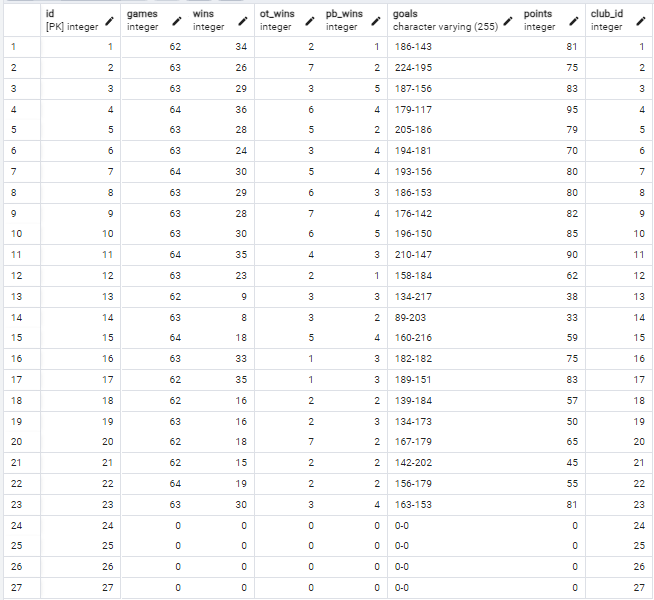 id games wins ot_wins pb_wins goals points club_id
[PK] integer integer integer integer integer character varying (255) integer integer
1 1 62 34 2 1 186-143 81 1
2 2 63 26 7 2 224-195 75 2
3 3 63 29 3 5 187-156 83 3
4 4 64 36 6 4 179-117 95 4
5 5 63 28 5 2 205-186 79 5
6 6 63 24 3 4 194-181 70 6
7 7 64 30 5 4 193-156 80 7
8 8 63 29 6 3 186-153 80 8
9 9 63 28 7 4 176-142 82 9
10 10 63 30 6 5 196-150 85 10
11 11 64 35 4 3 210-147 90 11
12 12 63 23 2 1 158-184 62 12
13 13 62 9 3 3 134-217 38 13
14 14 63 8 3 2 89-203 33 14
15 15 64 18 5 4 160-216 59 15
16 16 63 33 1 3 182-182 75 16
17 17 62 35 1 3 189-151 83 17
18 18 62 16 2 2 139-184 57 18
19 19 63 16 2 3 134-173 50 19
20 20 62 18 7 2 167-179 65 20
21 21 62 15 2 2 142-202 45 21
22 22 64 19 2 2 156-179 55 22
23 23 63 30 3 4 163-153 81 23
24 24 0 0 0 0 0-0 0 24
25 25 0 0 0 0 0-0 0 25
26 26 0 0 0 0 0-0 0 26
27 27 0 0 0 0 0-0 0 27